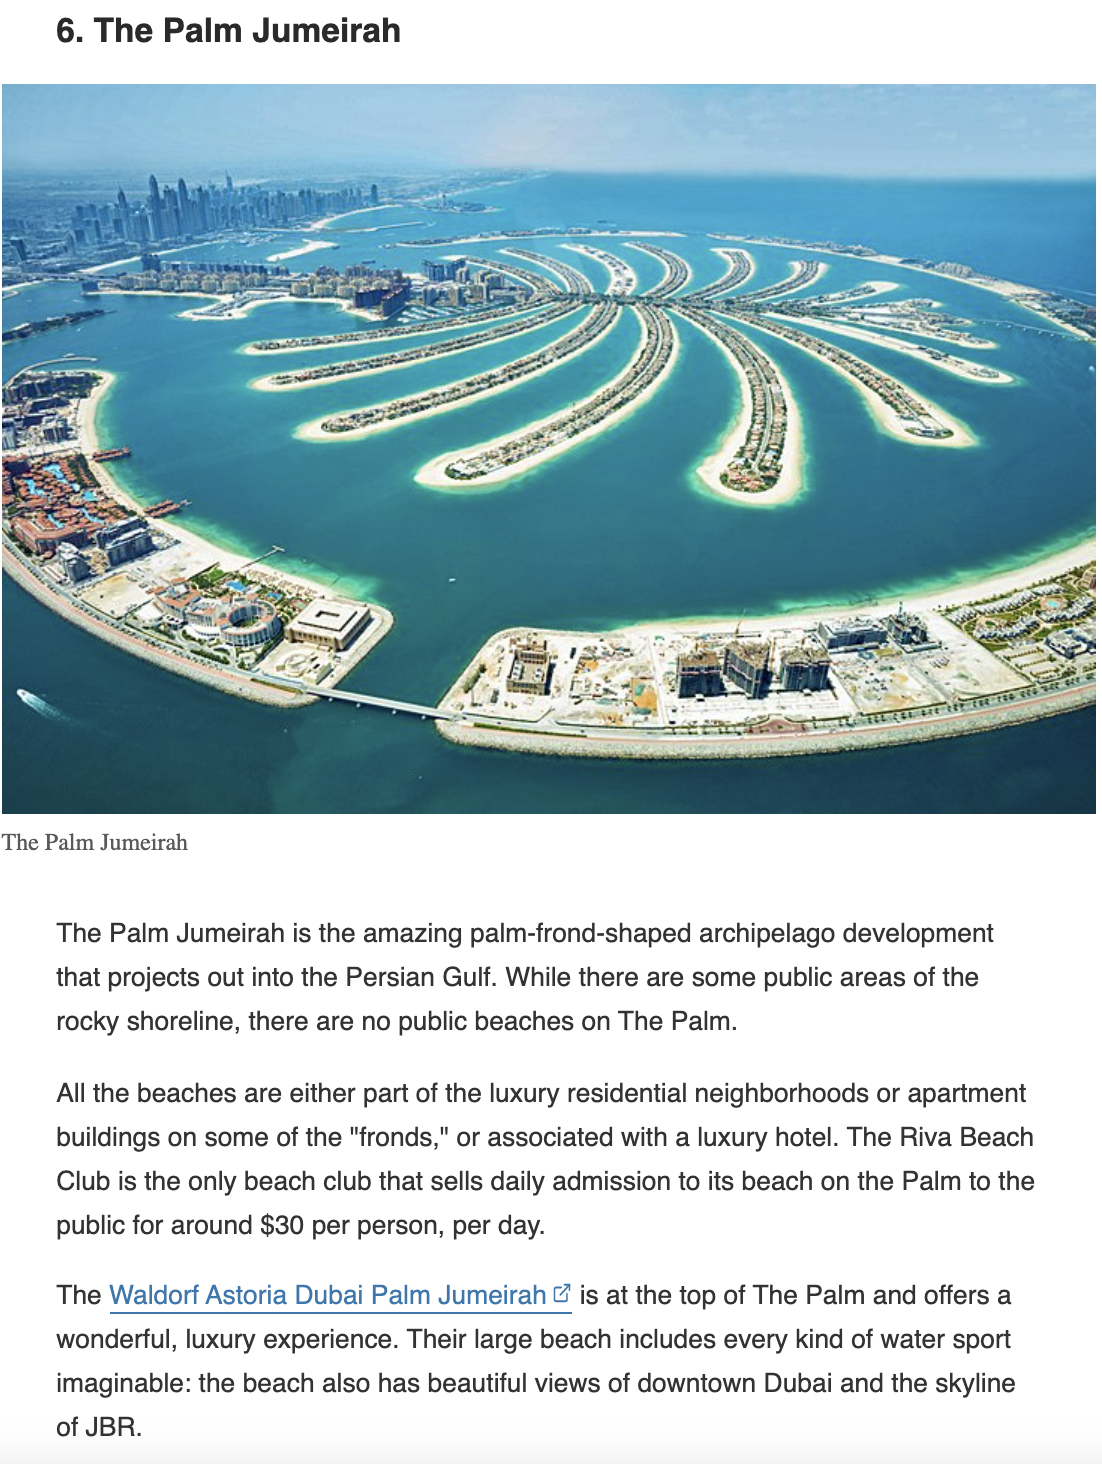 6. The Palm Jumeirah
The Palm Jumeirah
The Palm Jumeirah is the amazing palm-frond-shaped archipelago development
that projects out into the Persian Gulf. While there are some public areas of the
rocky shoreline, there are no public beaches on The Palm.
All the beaches are either part of the luxury residential neighborhoods or apartment
buildings on some of the "fronds," or associated with a luxury hotel. The Riva Beach
Club is the only beach club that sells daily admission to its beach on the Palm to the
public for around $30 per person, per day.
The Waldorf Astoria Dubai Palm Jumeirah is at the top of The Palm and offers a
wonderful, luxury experience. Their large beach includes every kind of water sport
imaginable: the beach also has beautiful views of downtown Dubai and the skyline
of JBR.